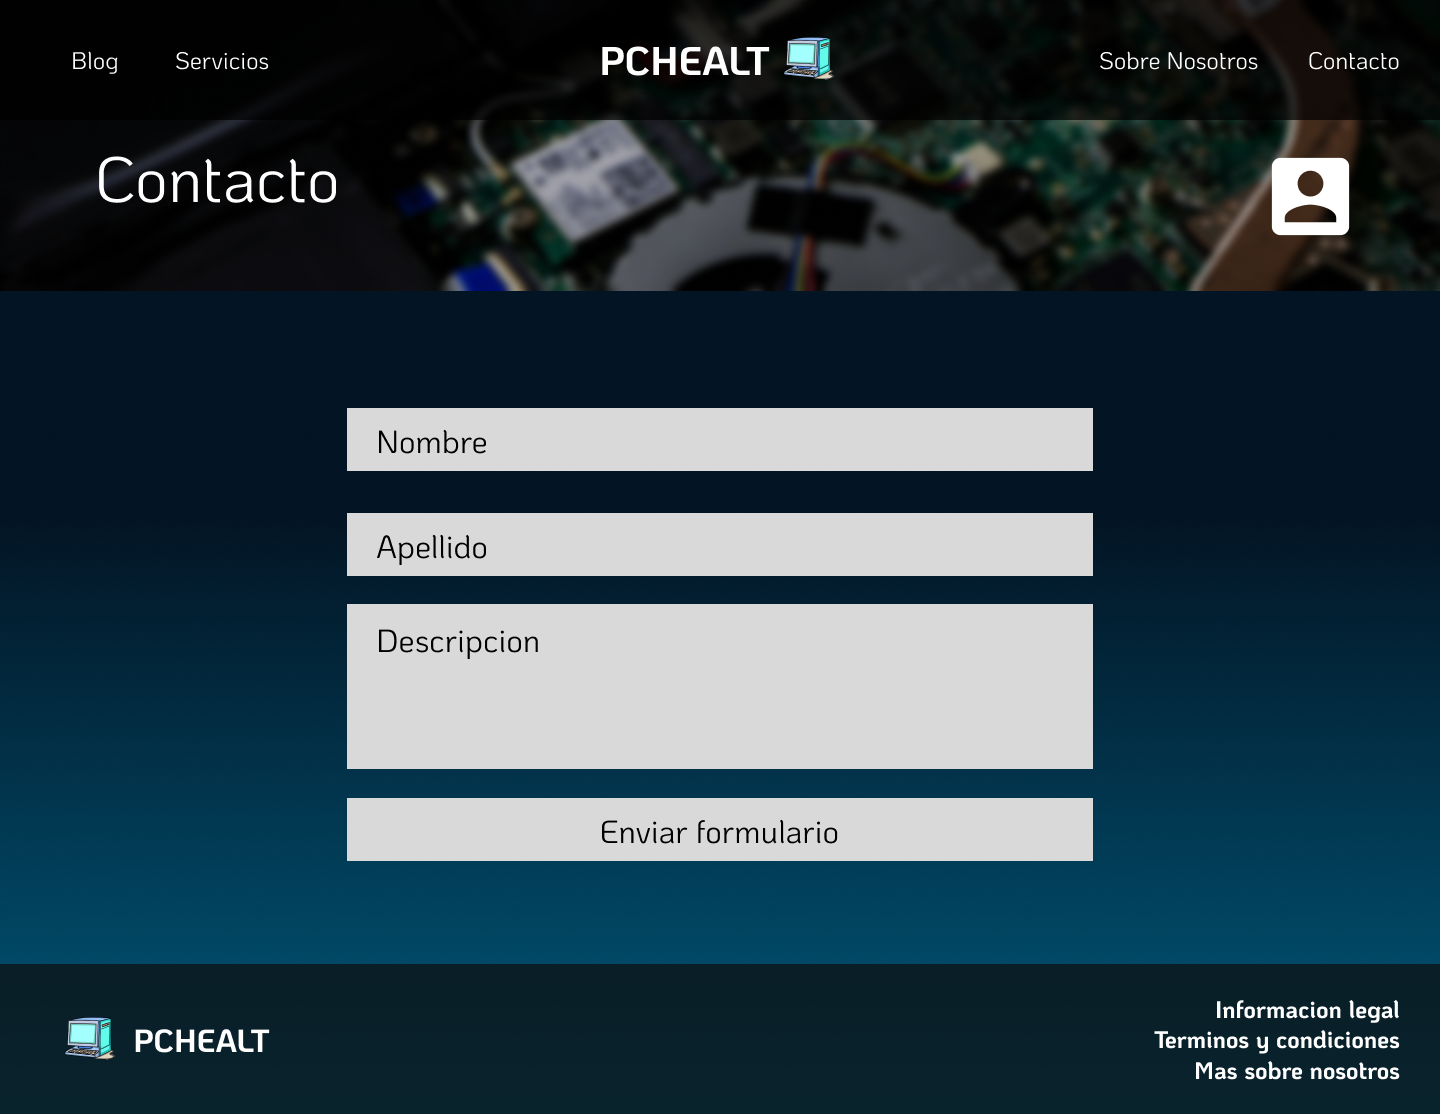 Blog
Servicios
PCHEALT
Sobre Nosotros
Contacto
Contacto
Nombre
Apellido
Descripcion
Enviar formulario
PCHEALT
Informacion legal
Terminos y condiciones
Mas sobre nosotros